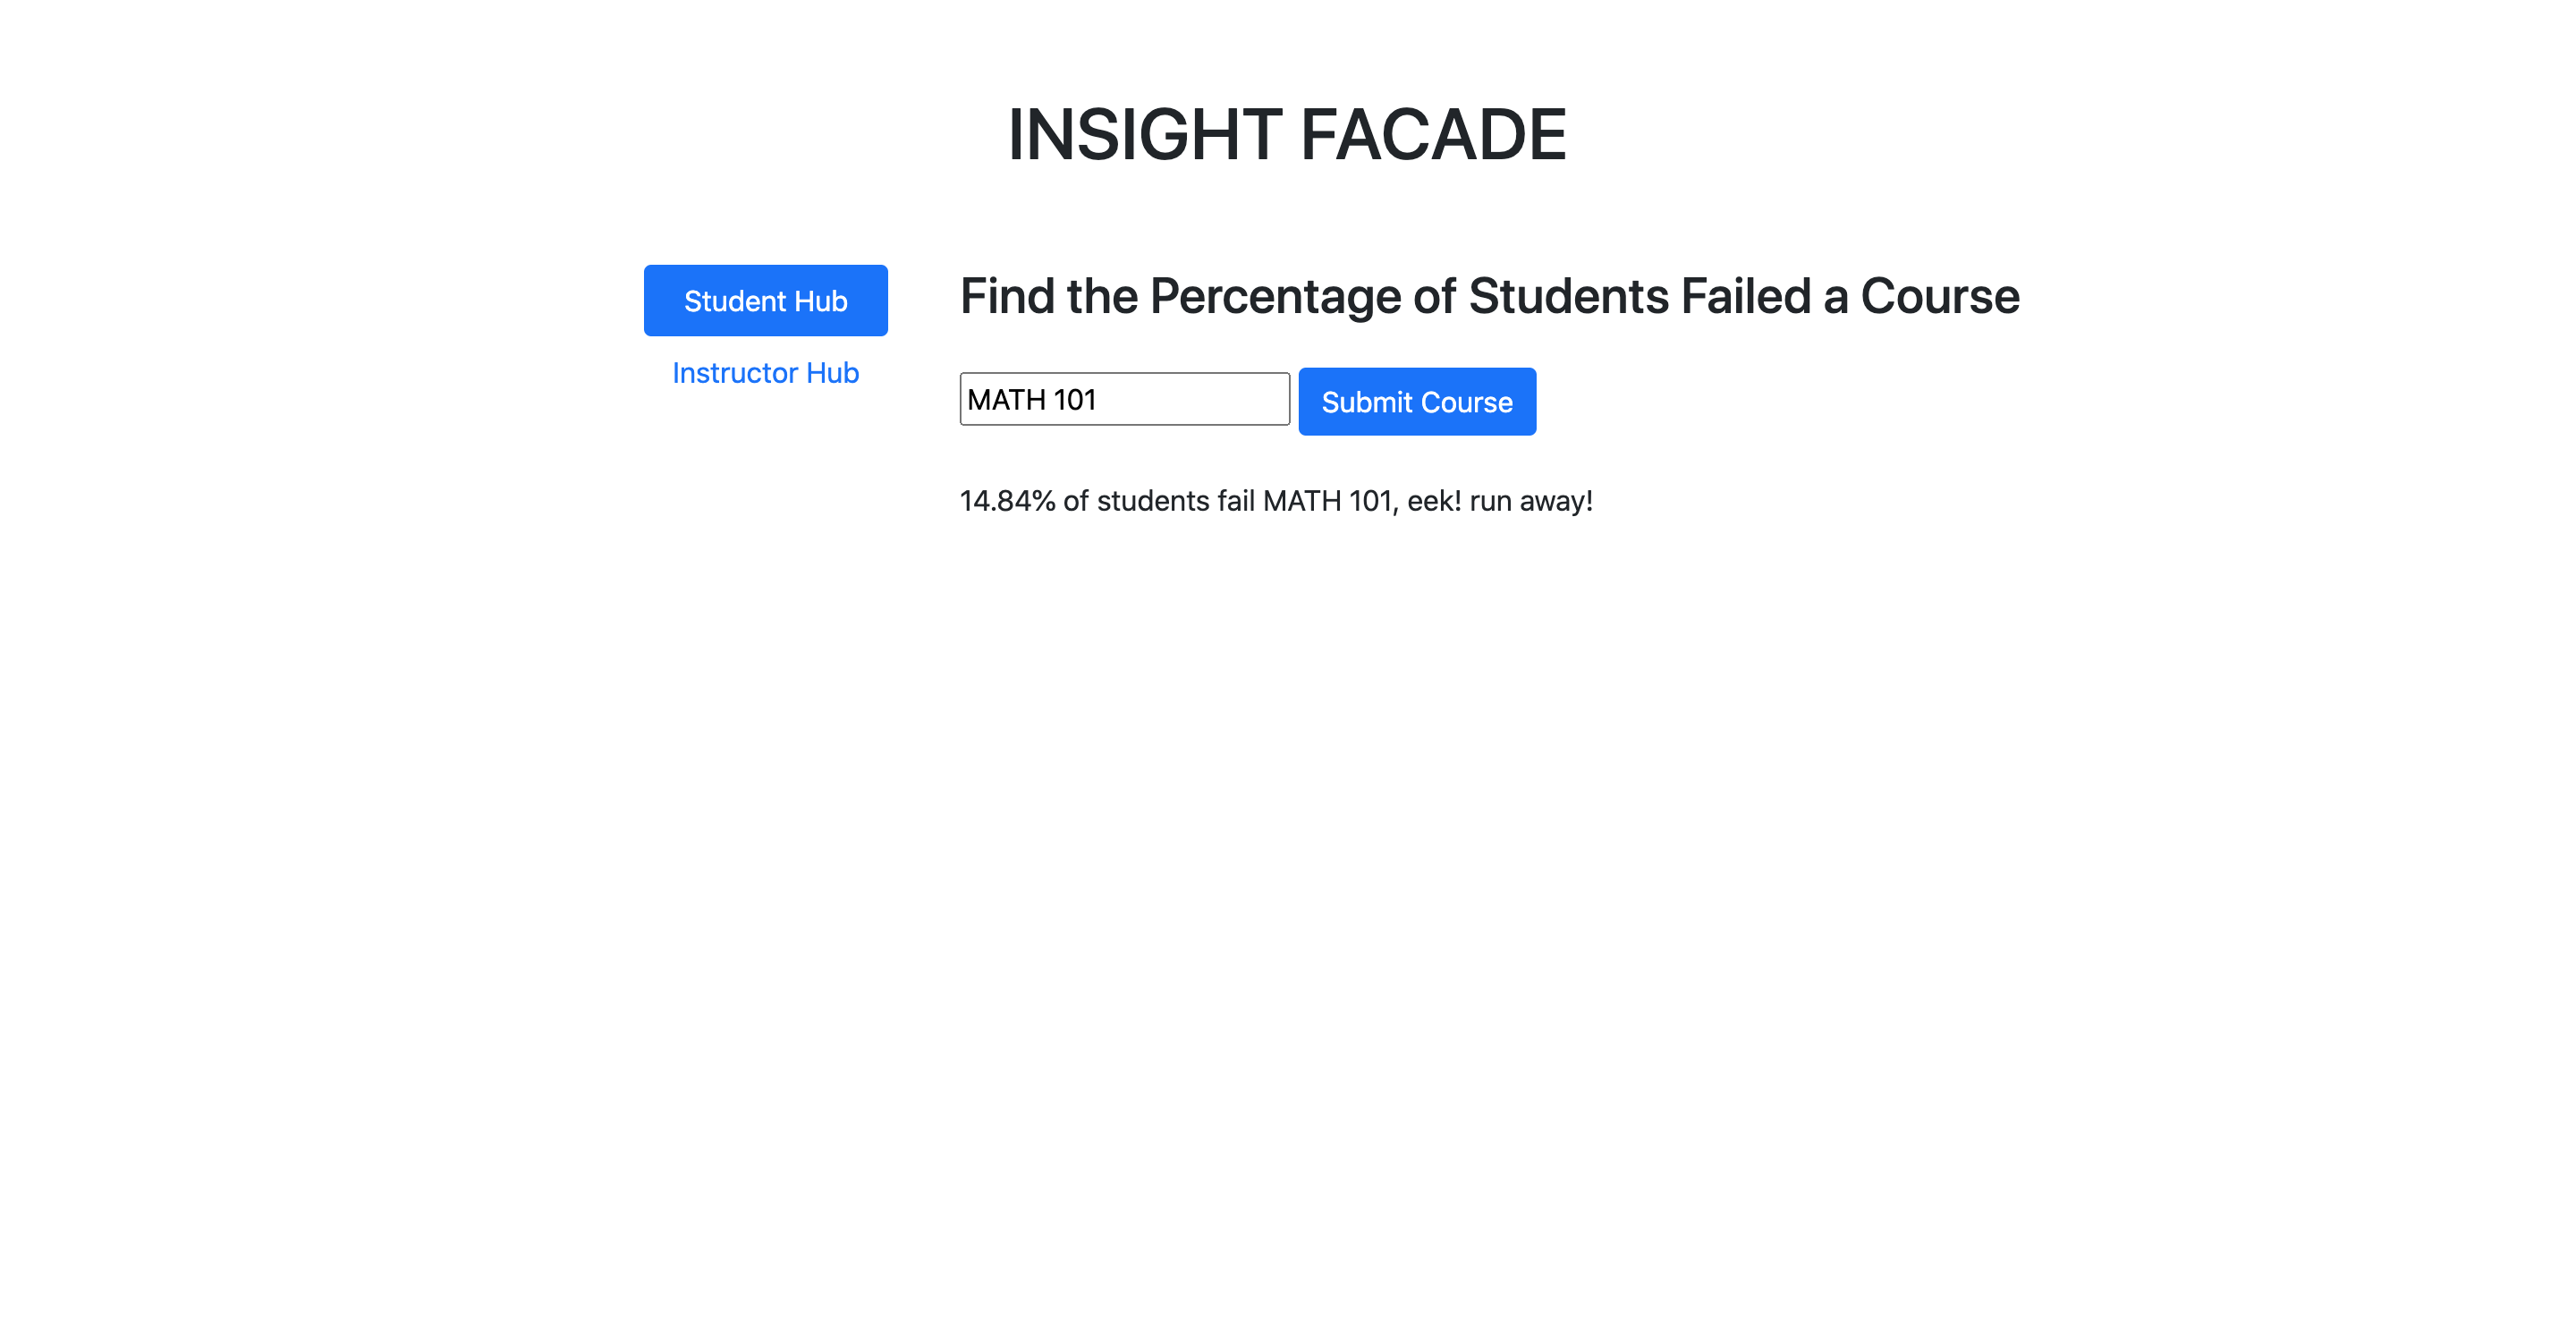 INSIGHT FACADE
Student Hub
Instructor Hub
Find the Percentage of Students Failed a Course
MATH 101
Submit Course
14.84% of students fail MATH 101, eek! run away!